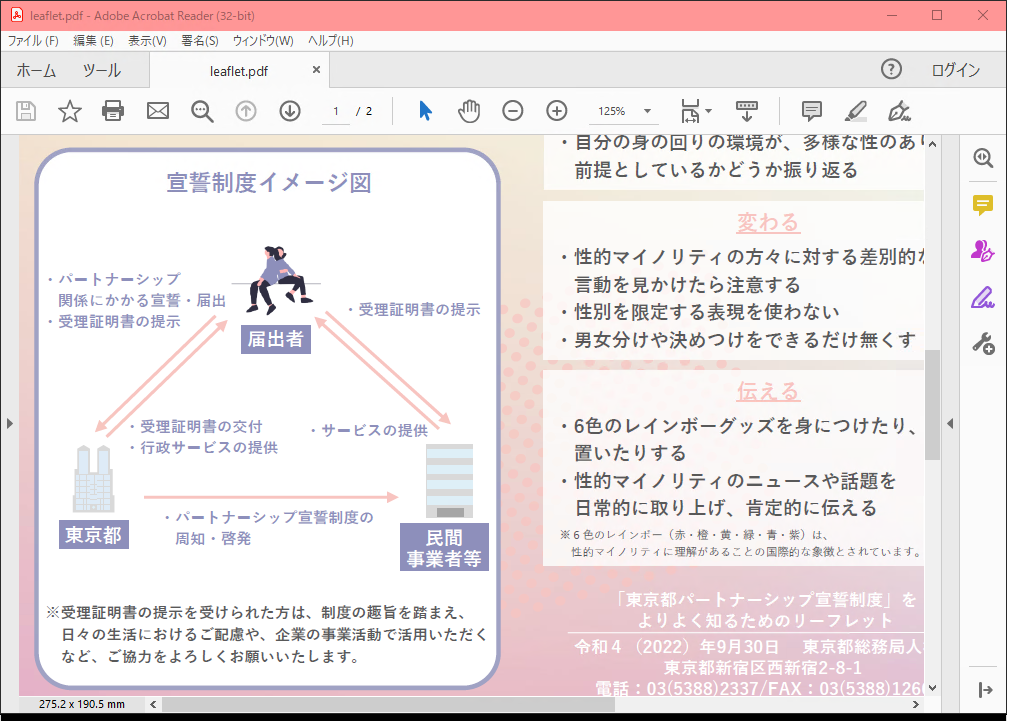 leaflet.pdf - Adobe Acrobat Reader (32-bit)
ファイル(F) 編集(E) 表示(V) 署名(S) ウィンドウ(W) ヘルプ(H)
ホーム ツール leaflet.pdf × ログイン
1 / 2 125%
宣誓制度イメージ図
・パートナーシップ
関係にかかる宣誓・届出
・受理証明書の提示
・受理証明書の提示
届出者
・受理証明書の交付
・行政サービスの提供
・サービスの提供
東京都
・パートナーシップ宣誓制度の
周知・啓発
民間
事業者等
※受理証明書の提示を受けられた方は、制度の趣旨を踏まえ、
日々の生活におけるご配慮や、企業の事業活動で活用いただく
など、ご協力をよろしくお願いいたします。
・自分の身の回りの環境が、多様な性のあり
前提としているかどうか振り返る
変わる
・性的マイノリティの方々に対する差別的な
言動を見かけたら注意する
・性別を限定する表現を使わない
・男女分けや決めつけをできるだけ無くす
伝える
・6色のレインボーグッズを身につけたり、
置いたりする
・性的マイノリティのニュースや話題を
日常的に取り上げ、肯定的に伝える
※６色のレインボー（赤・橙・黄・緑・青・紫）は、
性的マイノリティに理解があることの国際的な象徴とされています。
「東京都パートナーシップ宣誓制度」を
よりよく知るためのリーフレット
令和４（2022）年9月30日 東京都総務局人
東京都新宿区西新宿2-8-1
電話：03(5388)2337/FAX：03(5388)1266
275.2 x 190.5 mm